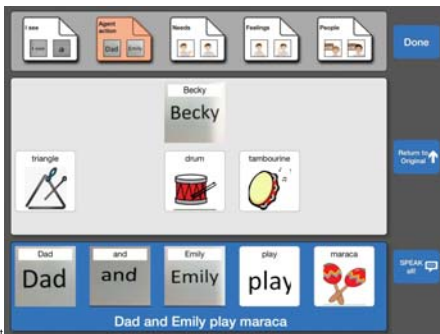 I see
I see a
Agent action
Dad Emily
Needs
Feelings
People
Done
Becky
Becky
triangle
drum
tambourine
Return to Original
Dad
Dad
and
and
Emily
Emily
play
play
maraca
SPEAK all!
Dad and Emily play maraca